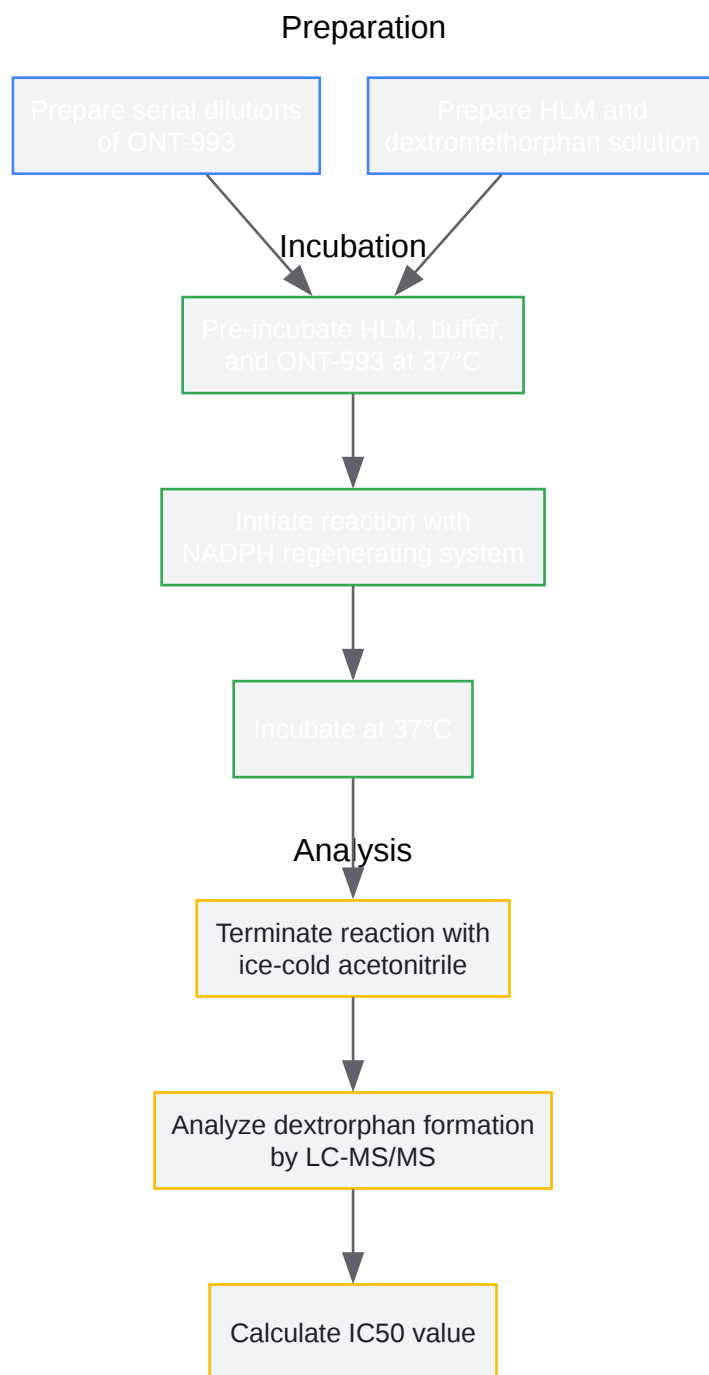 Preparation
Prepare serial dilutions
of ONT-993
Prepare HLM and
dextromethorphan solution
Incubation
Pre-incubate HLM, buffer,
and ONT-993 at 37°C
Initiate reaction with
NADPH regenerating system
Incubate at 37°C
Analysis
Terminate reaction with
ice-cold acetonitrile
Analyze dextrorphan formation
by LC-MS/MS
Calculate IC50 value